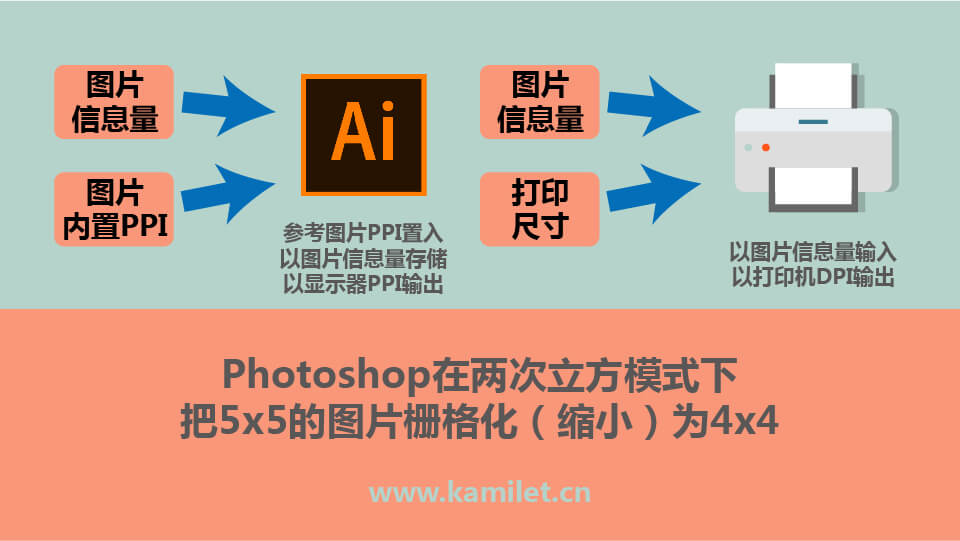 图片
信息量
图片
内置PPI
Ai
参考图片PPI置入
以图片信息量存储
以显示器PPI输出
图片
信息量
打印
尺寸
以图片信息量输入
以打印机DPI输出
Photoshop在两次立方模式下
把5x5的图片栅格化（缩小）为4x4
www.kamilet.cn